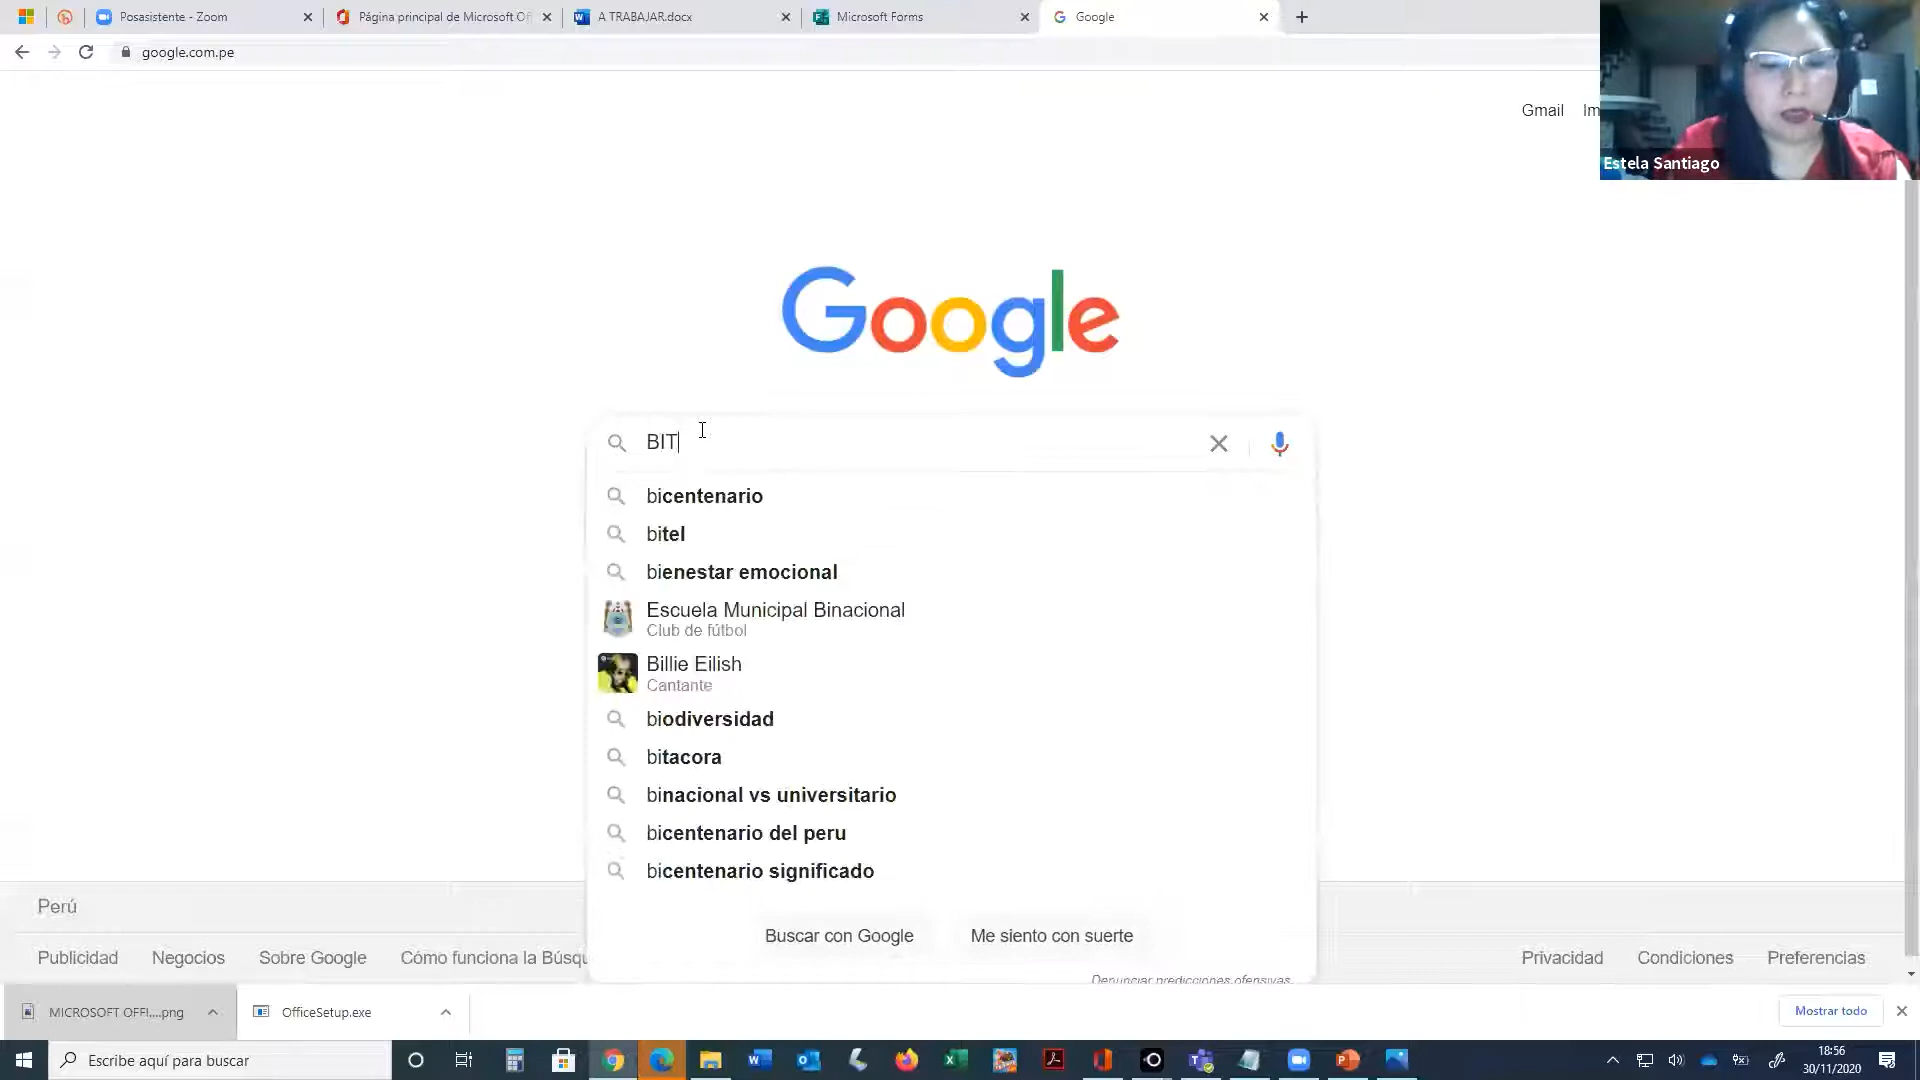 Posasistente - Zoom
Página principal de Microsoft Of
A TRABAJAR.docx
Microsoft Forms
Google
google.com.pe
Gmail
Im
Estela Santiago
Google
BIT
bicentenario
bitel
bienestar emocional
Escuela Municipal Binacional
Club de fútbol
Billie Eilish
Cantante
biodiversidad
bitacora
binacional vs universitario
bicentenario del peru
bicentenario significado
Buscar con Google
Me siento con suerte
Denunciar predicciones ofensivas.
Perú
Publicidad
Negocios
Sobre Google
Cómo funciona la Búsqu
Privacidad
Condiciones
Preferencias
MICROSOFT OFFI....png
OfficeSetup.exe
Mostrar todo
Escribe aquí para buscar
18:56
30/11/2020